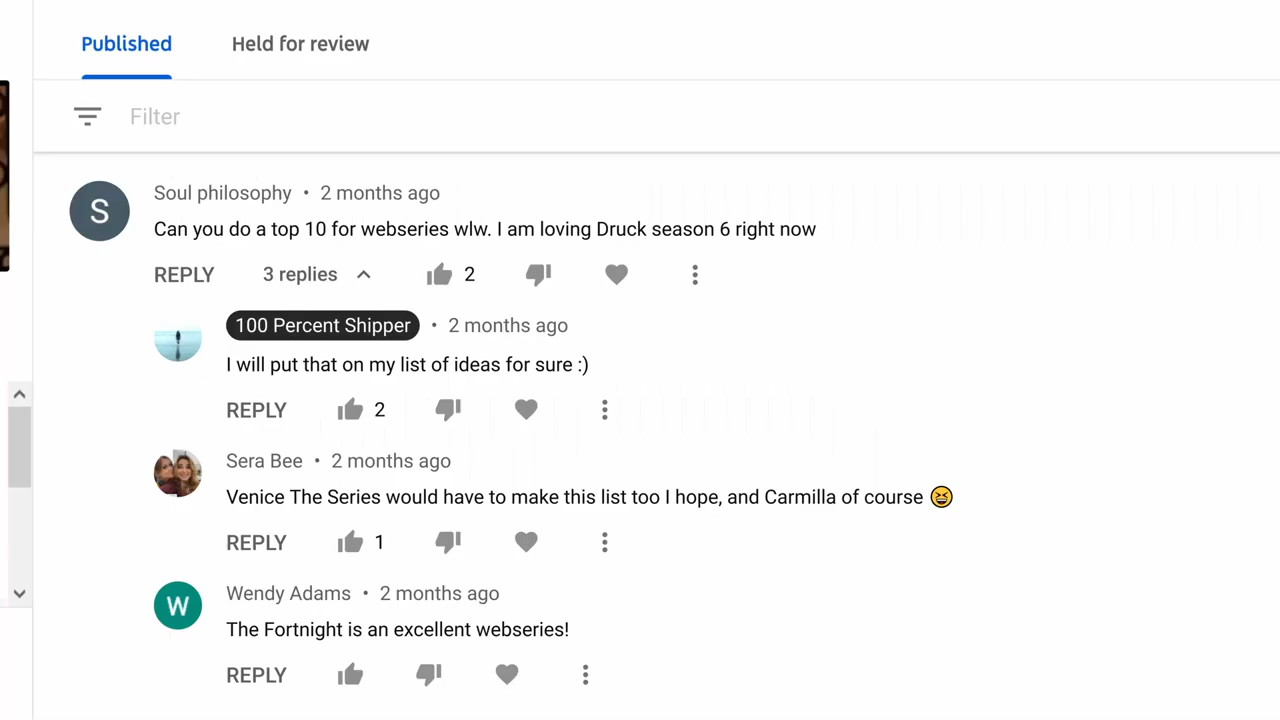 Published Held for review
Filter
S
Soul philosophy • 2 months ago
Can you do a top 10 for webseries wlw. I am loving Druck season 6 right now
REPLY 3 replies 2
100 Percent Shipper • 2 months ago
I will put that on my list of ideas for sure :)
REPLY 2
Sera Bee • 2 months ago
Venice The Series would have to make this list too I hope, and Carmilla of course 😆
REPLY 1
W
Wendy Adams • 2 months ago
The Fortnight is an excellent webseries!
REPLY